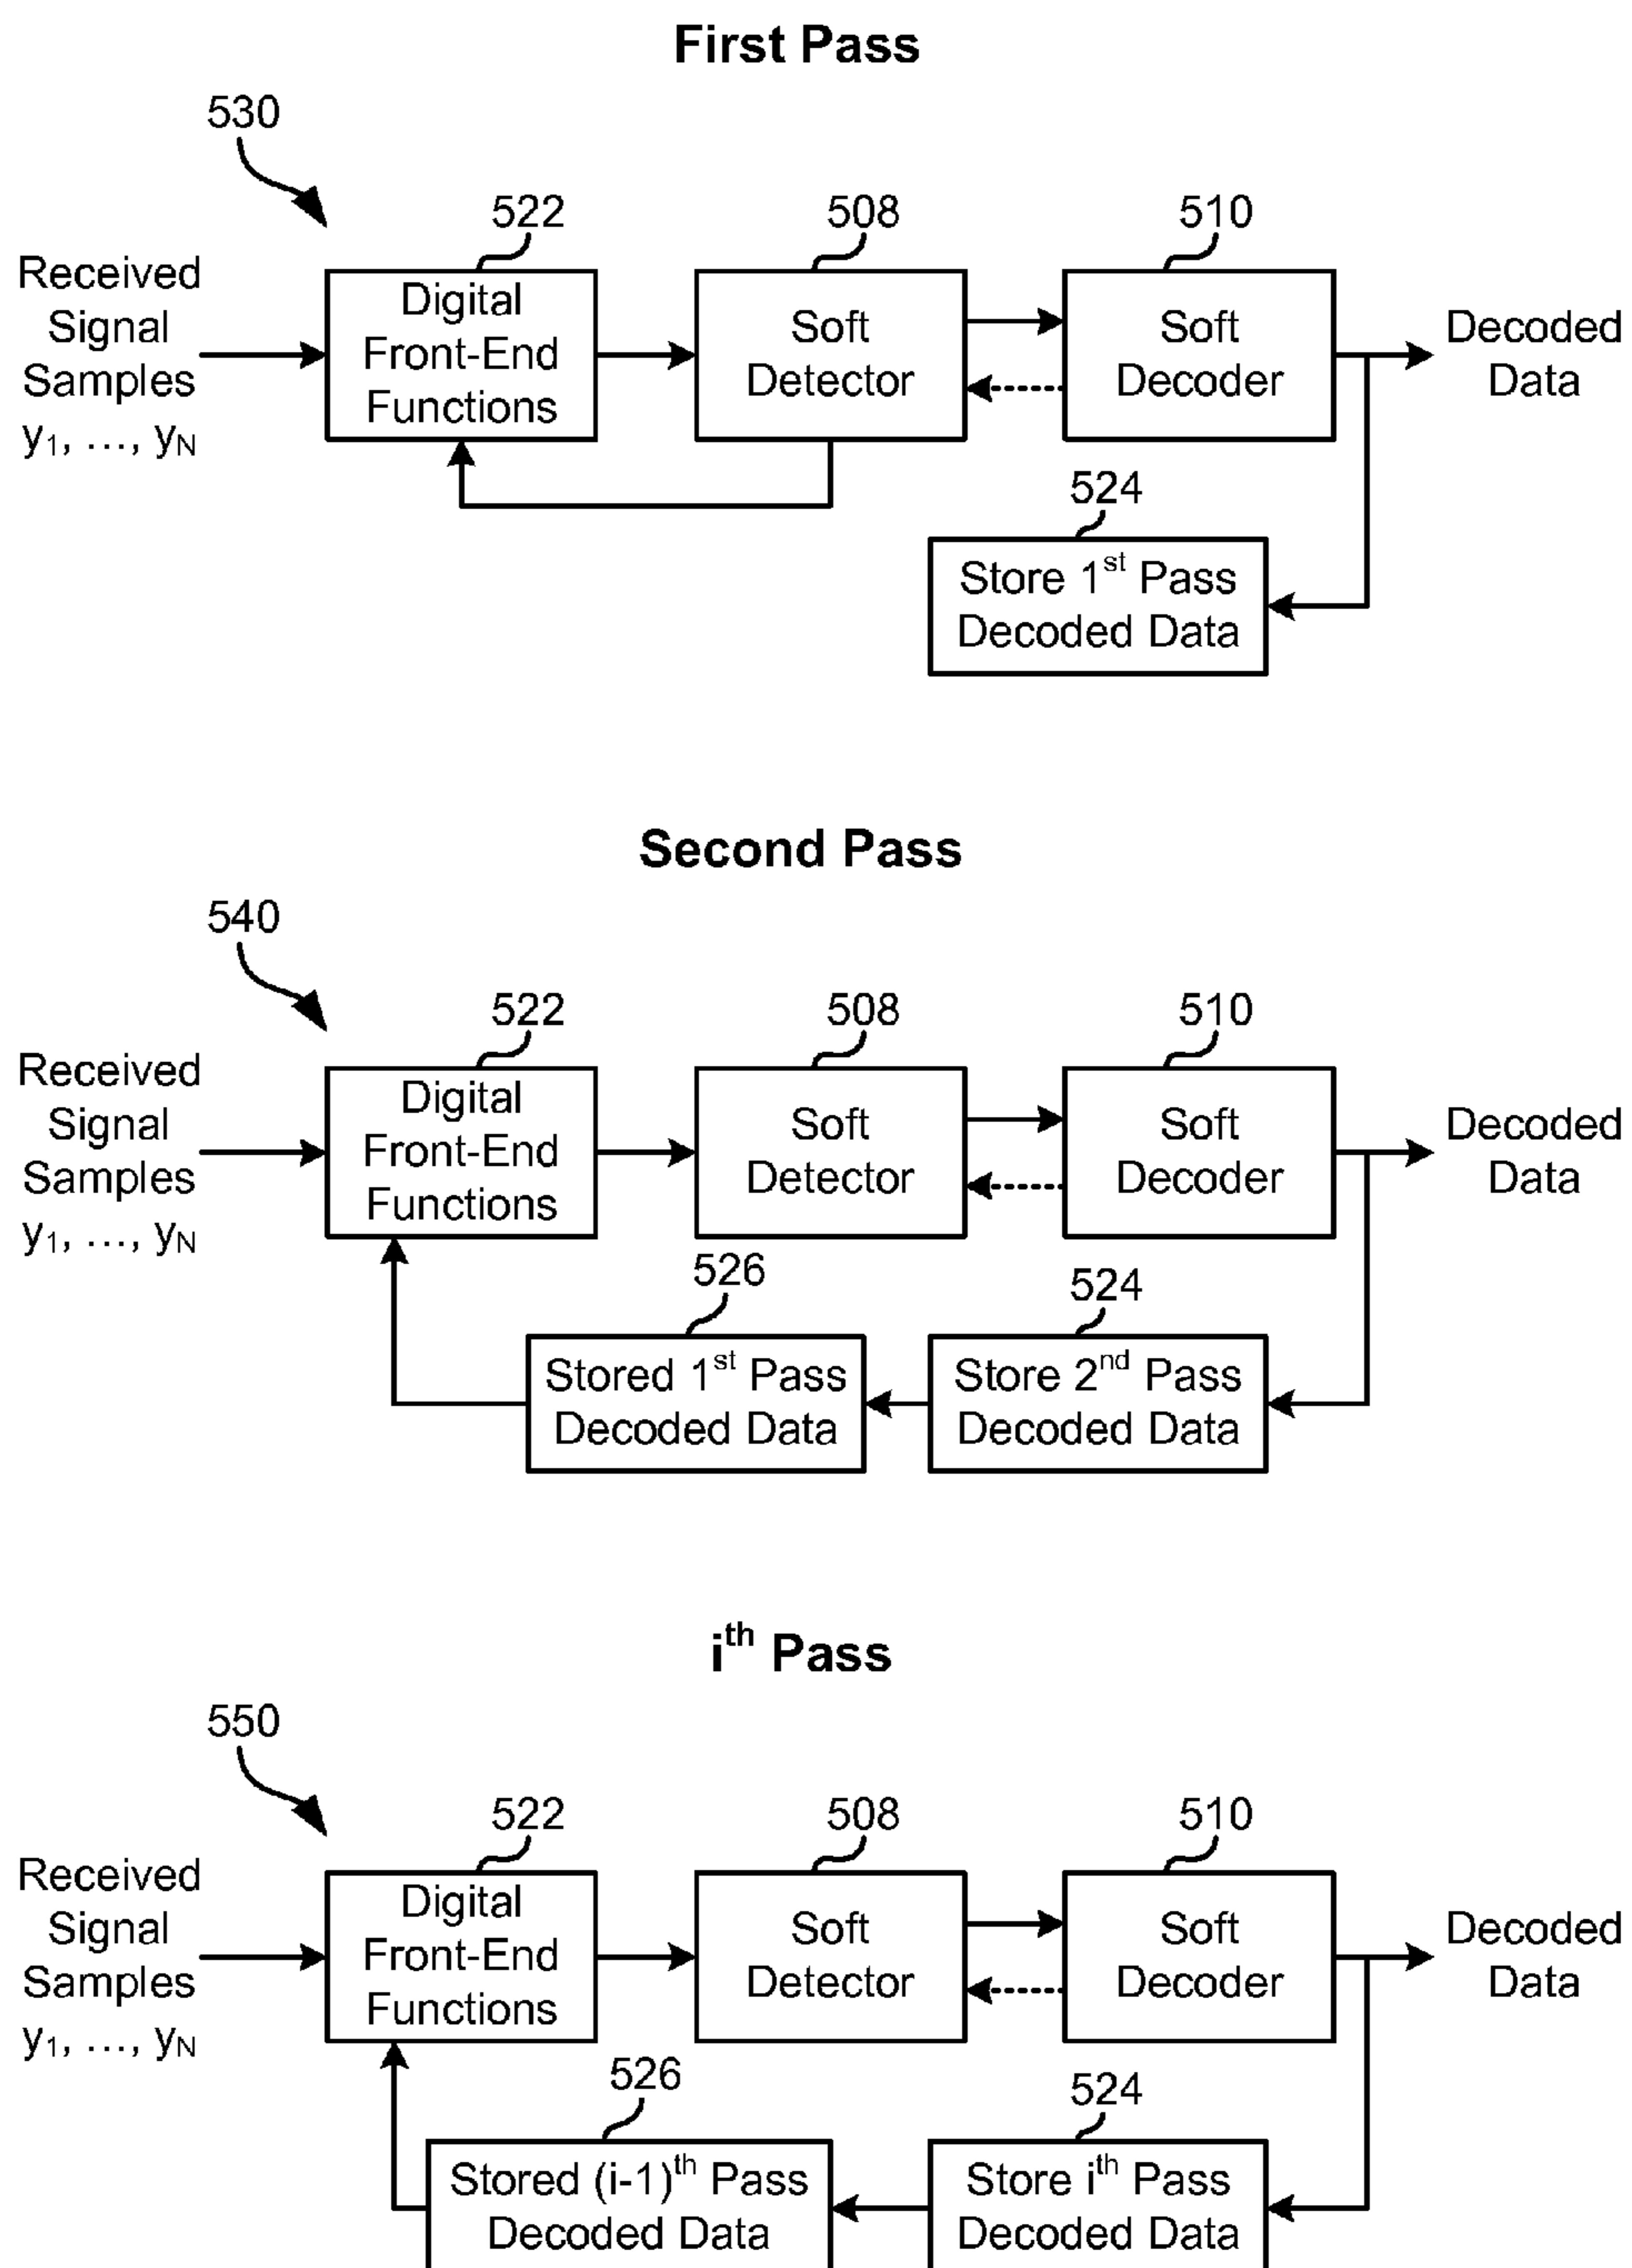 First Pass
530
522
508
510
Received
Signal
Samples
y1, ..., yN
Digital
Front-End
Functions
Soft
Detector
Soft
Decoder
Decoded
Data
524
Store 1st Pass
Decoded Data
Second Pass
540
522
508
510
Received
Signal
Samples
y1, ..., yN
Digital
Front-End
Functions
Soft
Detector
Soft
Decoder
Decoded
Data
526
524
Stored 1st Pass
Decoded Data
Store 2nd Pass
Decoded Data
ith Pass
550
522
508
510
Received
Signal
Samples
y1, ..., yN
Digital
Front-End
Functions
Soft
Detector
Soft
Decoder
Decoded
Data
526
524
Stored (i-1)th Pass
Decoded Data
Store ith Pass
Decoded Data